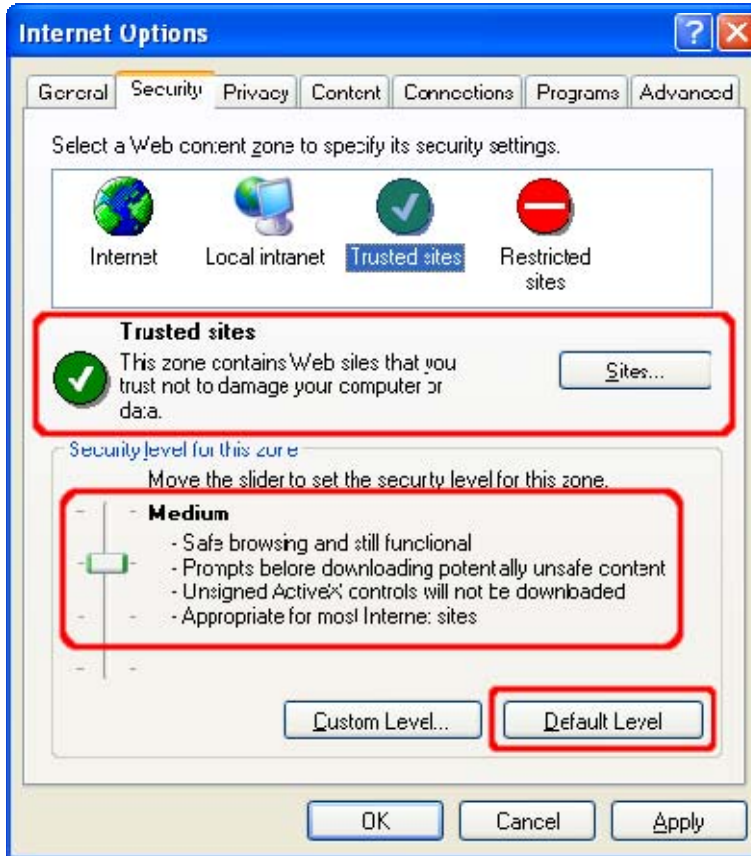 Internet Options
General Security Privacy Content Connections Programs Advanced
Select a Web content zone to specify its security settings.
Internet Local intranet Trusted sites Restricted sites
Trusted sites
This zone contains Web sites that you
trust not to damage your computer or
data.
Sites...
Security level for this zone
Move the slider to set the security level for this zone.
Medium
- Safe browsing and still functional
- Prompts before downloading potentially unsafe content
- Unsigned ActiveX controls will not be downloaded
- Appropriate for most Internet sites
Custom Level... Default Level
OK Cancel Apply